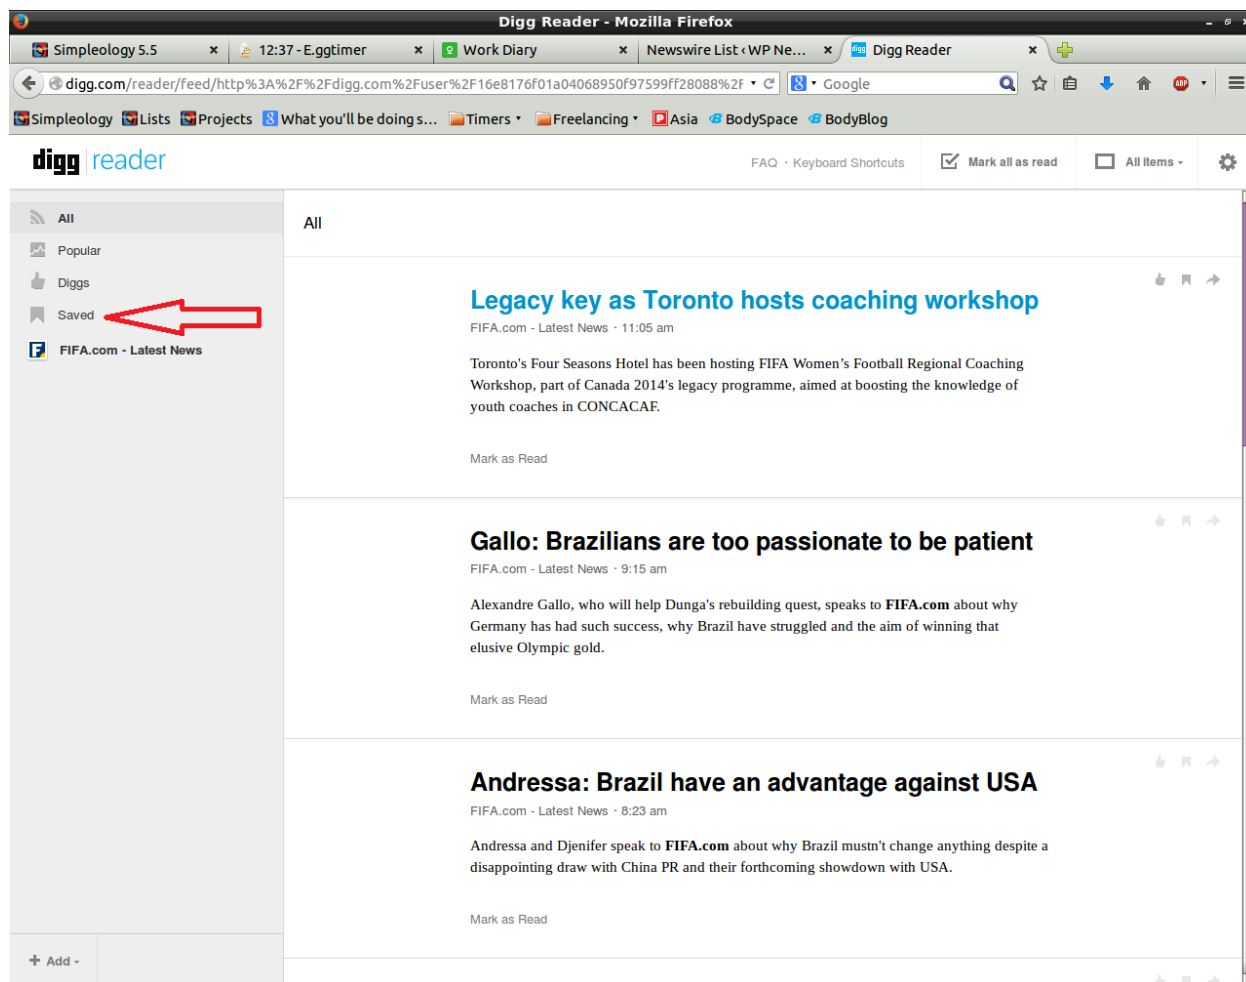 Digg Reader - Mozilla Firefox
Simpleology 5.5
12:37 - E.ggtimer
Work Diary
Newswire List ‹ WP Ne...
Digg Reader
digg.com/reader/feed/http%3A%2F%2Fdigg.com%2Fuser%2F16e8176f01a04068950f97599ff28088%2F
Google
ABP
Simpleology
Lists
Projects
What you'll be doing s...
Timers
Freelancing
Asia
BodySpace
BodyBlog
digg reader
FAQ · Keyboard Shortcuts
Mark all as read
All items
All
Popular
Diggs
Saved
FIFA.com - Latest News
All
Legacy key as Toronto hosts coaching workshop
FIFA.com - Latest News · 11:05 am
Toronto's Four Seasons Hotel has been hosting FIFA Women's Football Regional Coaching
Workshop, part of Canada 2014's legacy programme, aimed at boosting the knowledge of
youth coaches in CONCACAF.
Mark as Read
Gallo: Brazilians are too passionate to be patient
FIFA.com - Latest News · 9:15 am
Alexandre Gallo, who will help Dunga's rebuilding quest, speaks to FIFA.com about why
Germany has had such success, why Brazil have struggled and the aim of winning that
elusive Olympic gold.
Mark as Read
Andressa: Brazil have an advantage against USA
FIFA.com - Latest News · 8:23 am
Andressa and Djenifer speak to FIFA.com about why Brazil mustn't change anything despite a
disappointing draw with China PR and their forthcoming showdown with USA.
Mark as Read
+ Add